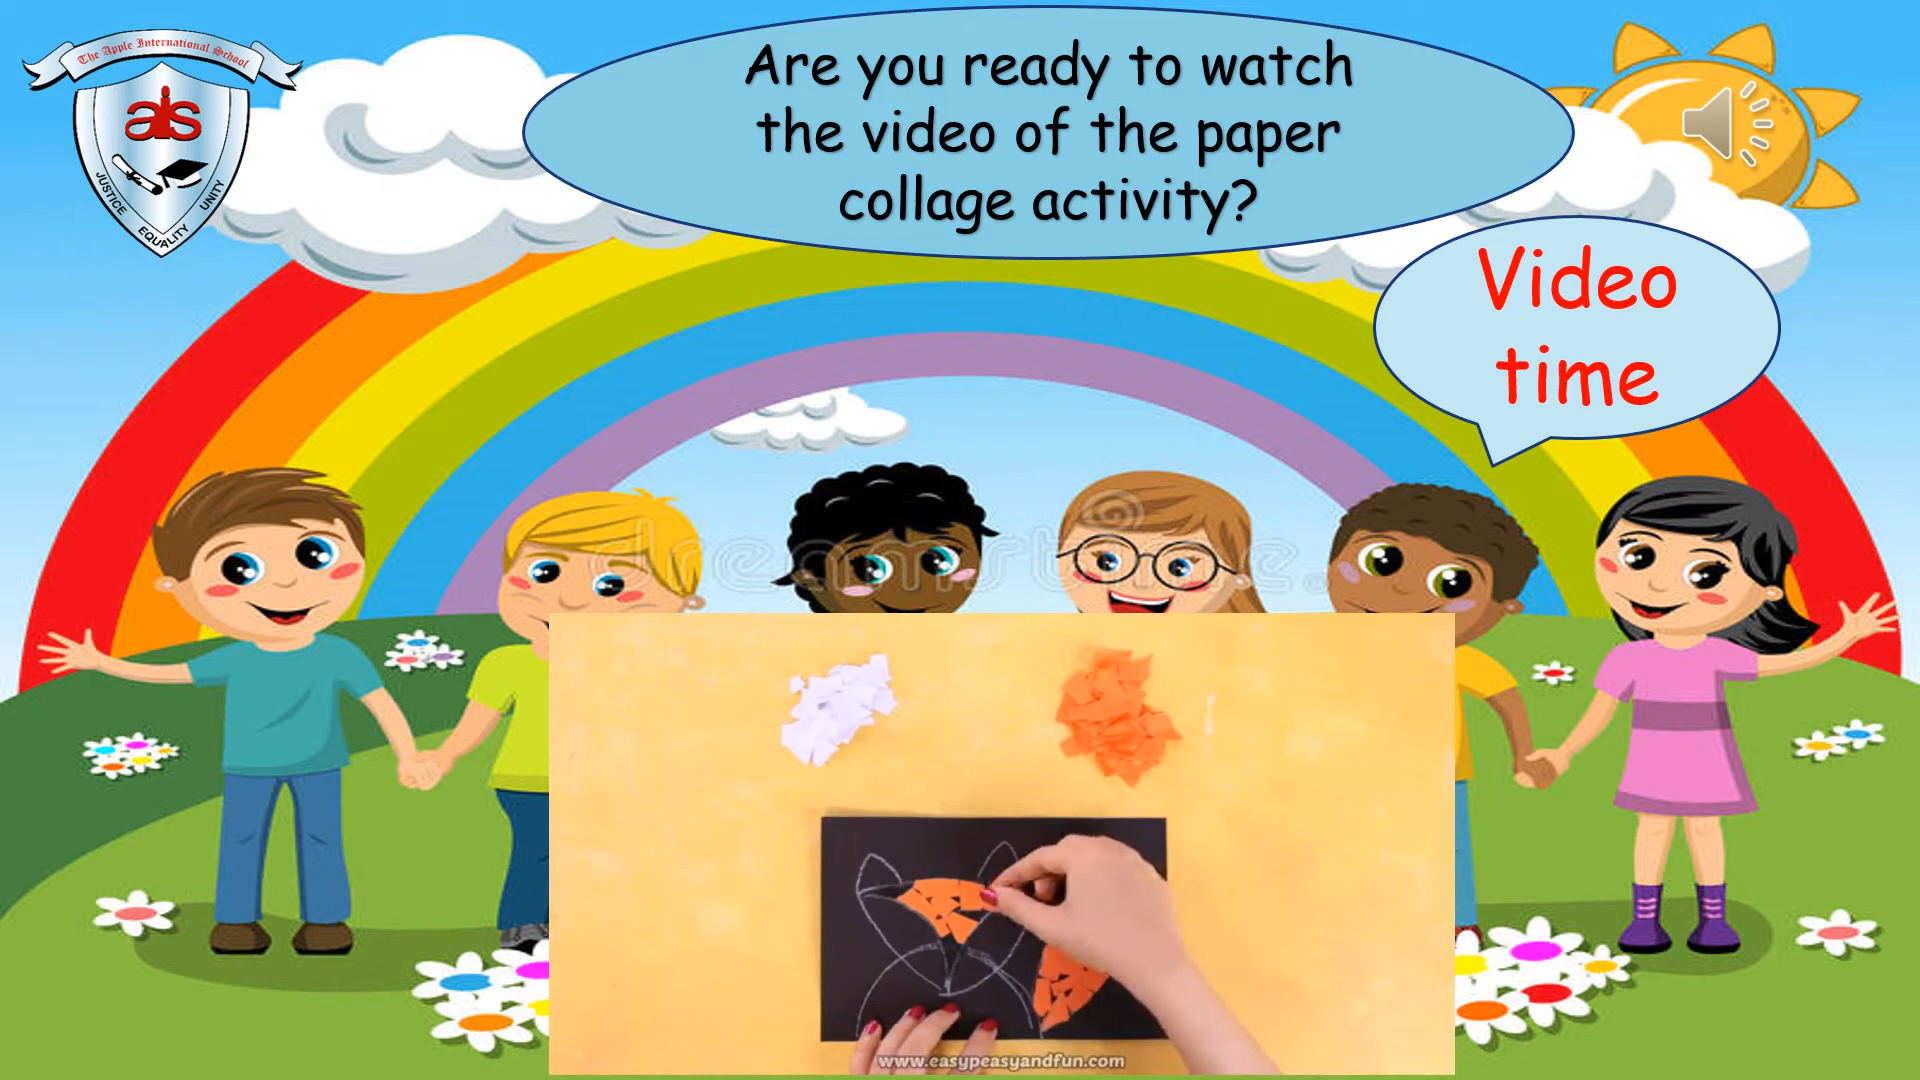 The Apple International School
ais
JUSTICE
EQUALITY
UNITY
Are you ready to watch
the video of the paper
collage activity?
Video
time
dreamstime.
www.easypeasyandfun.com